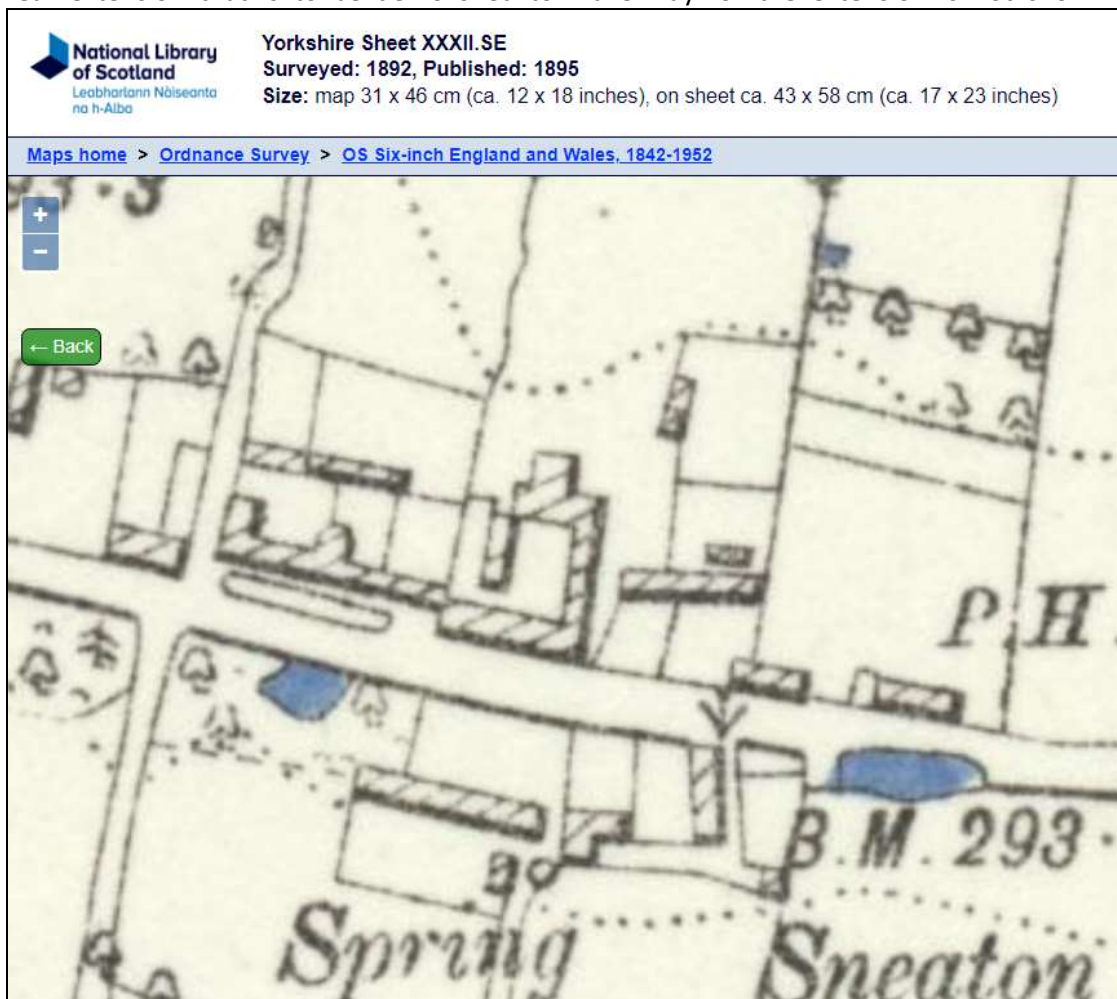 National Library
of Scotland
Leabharlann Nàiseanta
na h-Alba
Yorkshire Sheet XXXII.SE
Surveyed: 1892, Published: 1895
Size: map 31 x 46 cm (ca. 12 x 18 inches), on sheet ca. 43 x 58 cm (ca. 17 x 23 inches)
Maps home > Ordnance Survey > OS Six-inch England and Wales, 1842-1952
+
−
← Back
P.H.
B.M. 293·
Spring
Sneaton